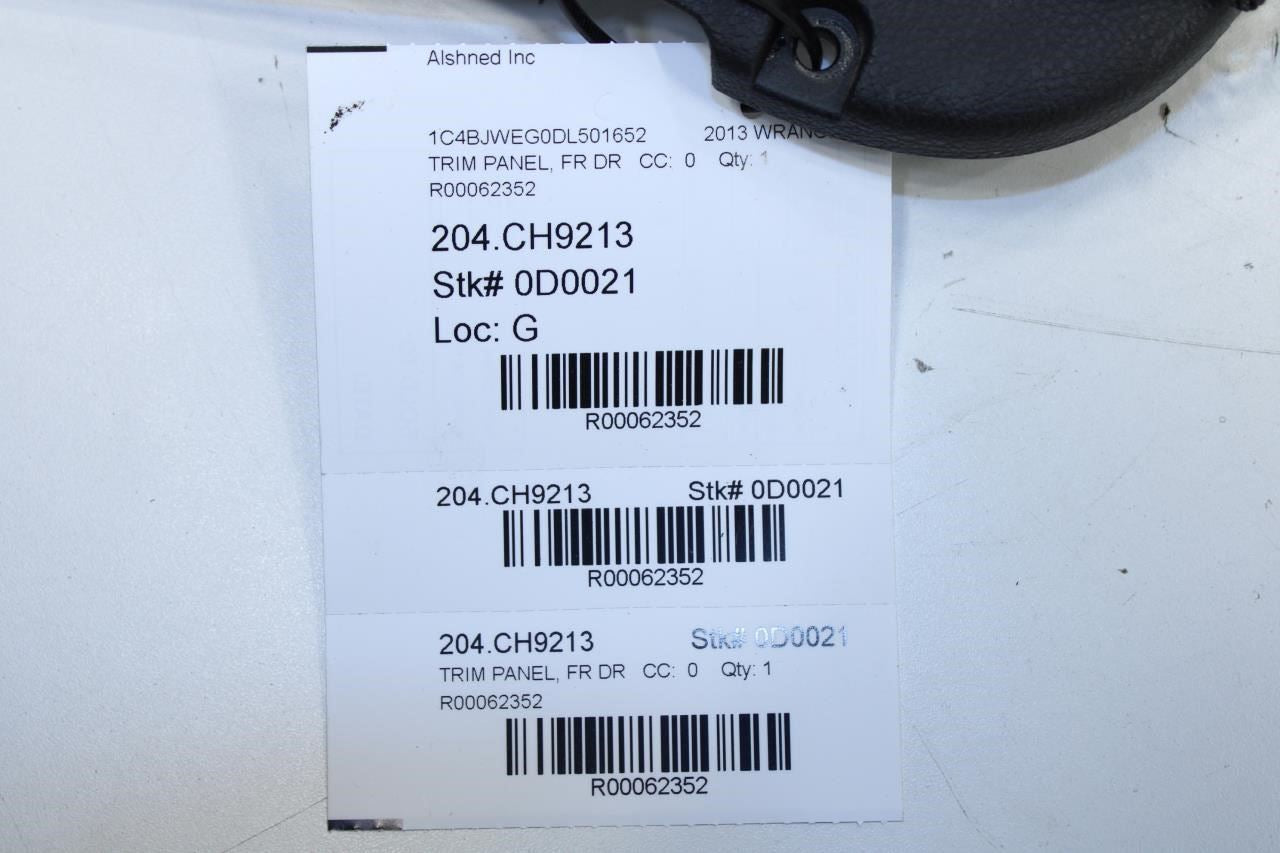 Alshned Inc
1C4BJWEG0DL501652 2013
TRIM PANEL, FR DR CC: 0 Qty: 1
R00062352
204.CH9213
Stk# 0D0021
Loc: G
R00062352
204.CH9213 Stk# 0D0021
R00062352
204.CH9213 Stk# 0D0021
TRIM PANEL, FR DR CC: 0 Qty: 1
R00062352
R00062352